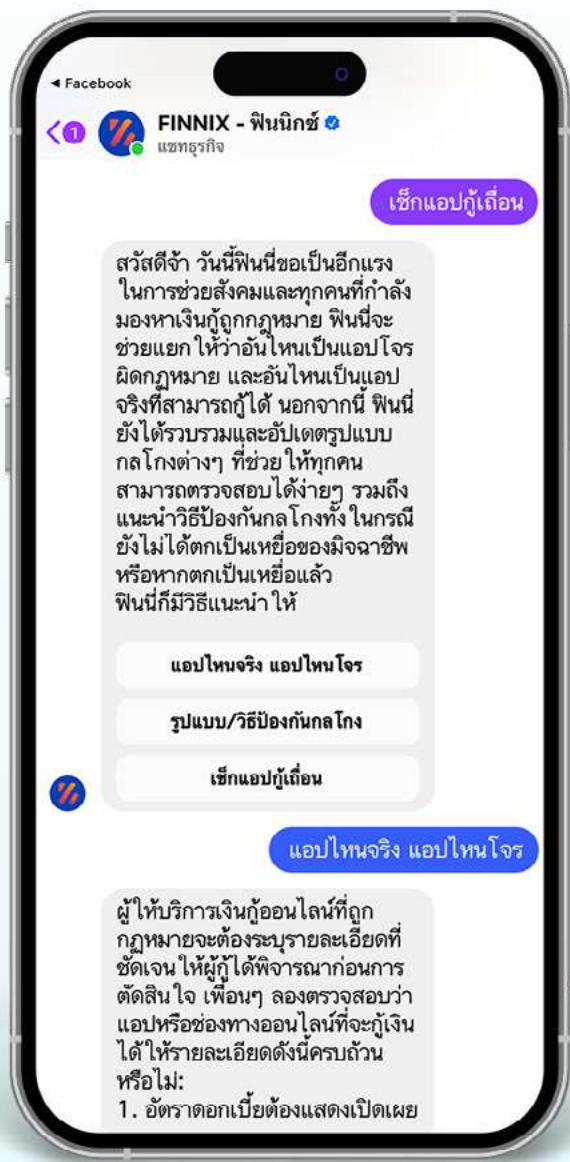 ◄ Facebook
1
FINNIX - ฟินนิกซ์
แชทธุรกิจ
เช็กแอปกู้เถื่อน
สวัสดีจ้า วันนี้ฟินนี่ขอเป็นอีกแรง
ในการช่วยสังคมและทุกคนที่กำลัง
มองหาเงินกู้ถูกกฎหมาย ฟินนี่จะ
ช่วยแยกให้ว่าอันไหนเป็นแอปโจร
ผิดกฎหมาย และอันไหนเป็นแอป
จริงที่สามารถกู้ได้ นอกจากนี้ ฟินนี่
ยังได้รวบรวมและอัปเดตรูปแบบ
กลโกงต่างๆ ที่ช่วยให้ทุกคน
สามารถตรวจสอบได้ง่ายๆ รวมถึง
แนะนำวิธีป้องกันกลโกงทั้งในกรณี
ยังไม่ได้ตกเป็นเหยื่อของมิจฉาชีพ
หรือหากตกเป็นเหยื่อแล้ว
ฟินนี่ก็มีวิธีแนะนำให้
แอปไหนจริง แอปไหนโจร
รูปแบบ/วิธีป้องกันกลโกง
เช็กแอปกู้เถื่อน
แอปไหนจริง แอปไหนโจร
ผู้ให้บริการเงินกู้ออนไลน์ที่ถูก
กฎหมายจะต้องระบุรายละเอียดที่
ชัดเจนให้ผู้กู้ได้พิจารณาก่อนการ
ตัดสินใจ เพื่อนๆ ลองตรวจสอบว่า
แอปหรือช่องทางออนไลน์ที่จะกู้เงิน
ได้ให้รายละเอียดดังนี้ครบถ้วน
หรือไม่:
1. อัตราดอกเบี้ยต้องแสดงเปิดเผย